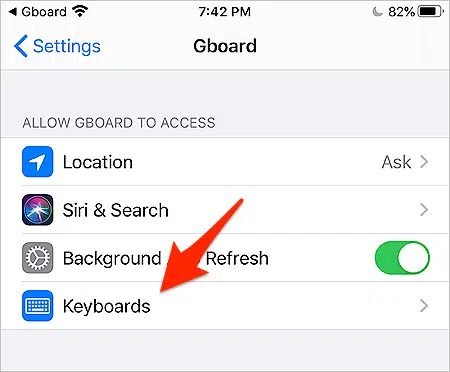 Gboard 7:42 PM 82%
Settings Gboard
ALLOW GBOARD TO ACCESS
Location Ask
Siri & Search
Background Refresh
Keyboards